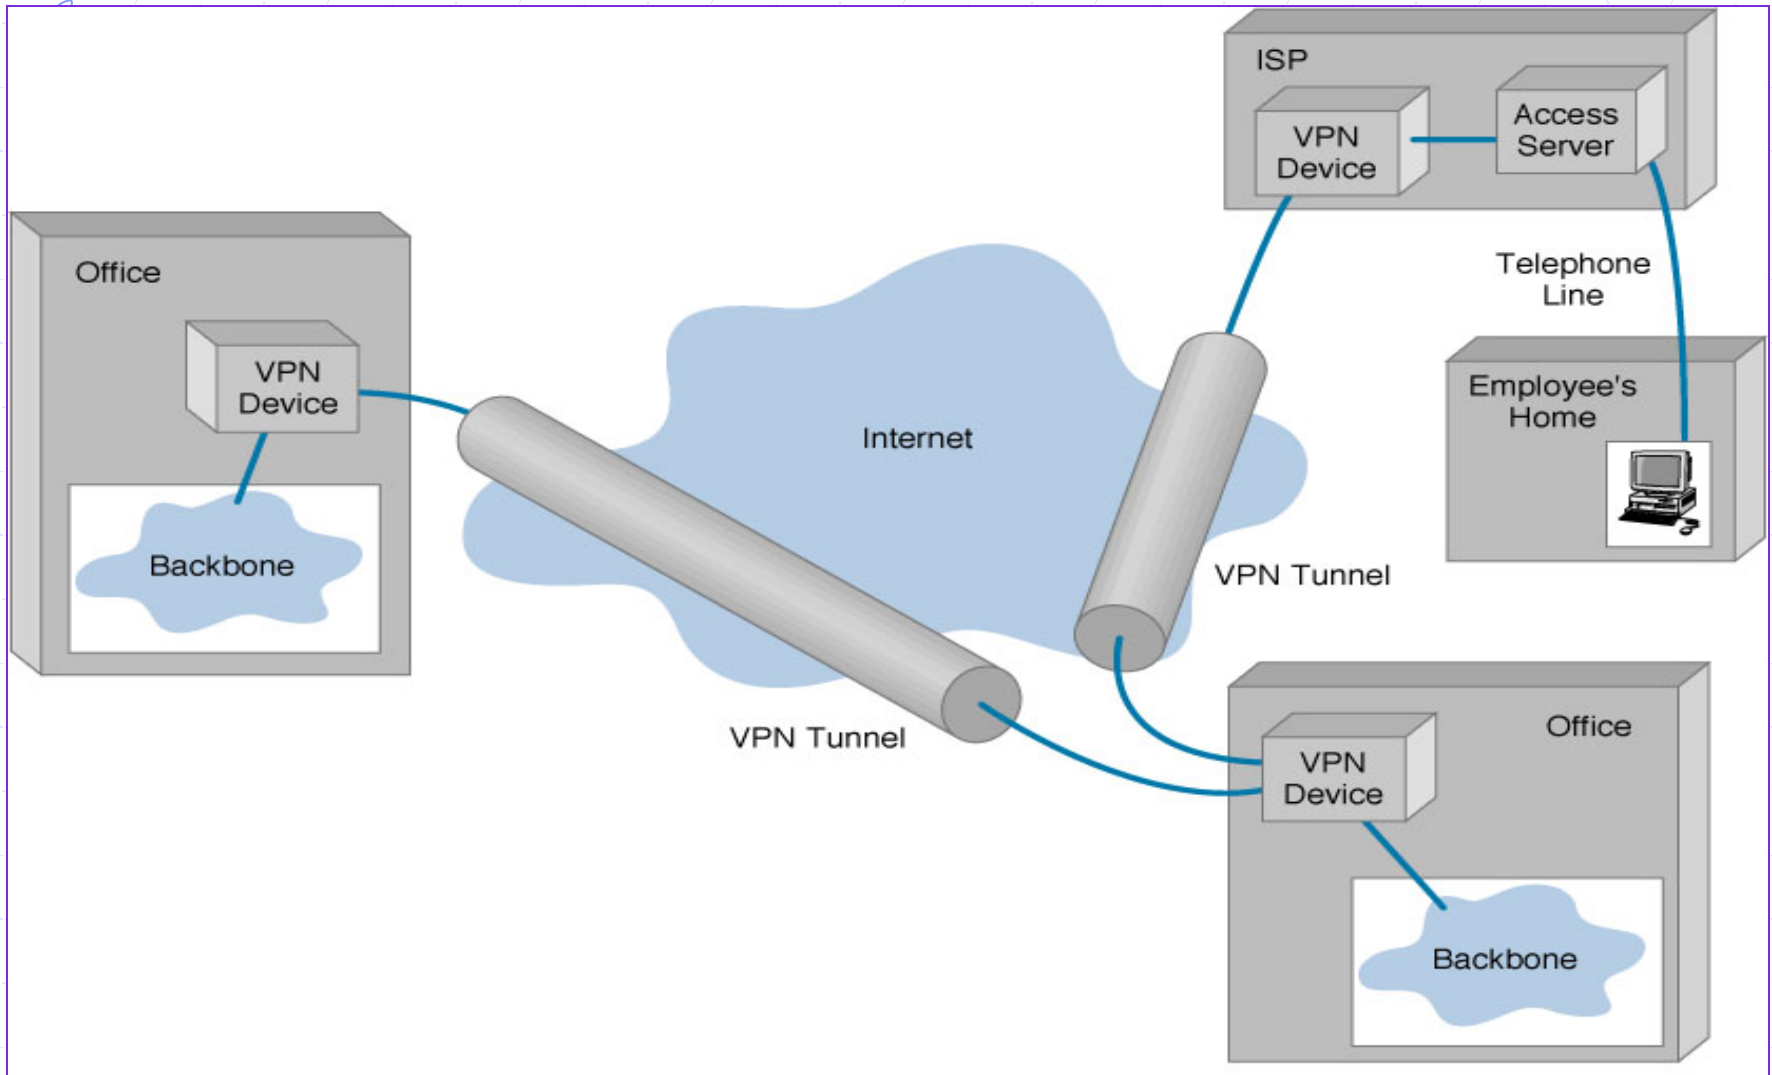 ISP
VPN
Device
Access
Server
Telephone
Line
Employee's
Home
Office
VPN
Device
Backbone
Internet
VPN Tunnel
VPN Tunnel
Office
VPN
Device
Backbone